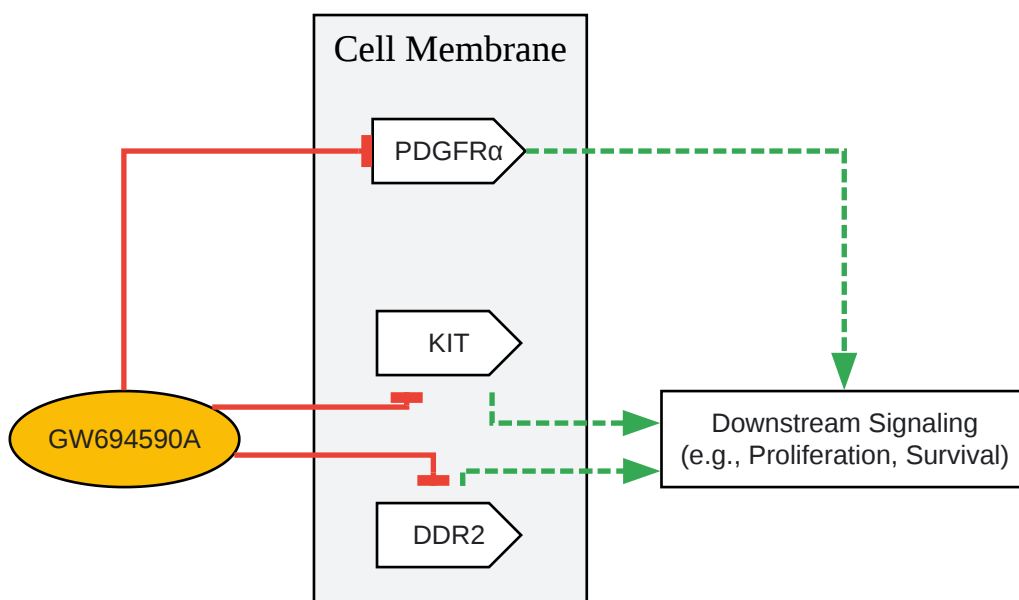 Cell Membrane
PDGFRα
KIT
GW694590A
Downstream Signaling
(e.g., Proliferation, Survival)
DDR2